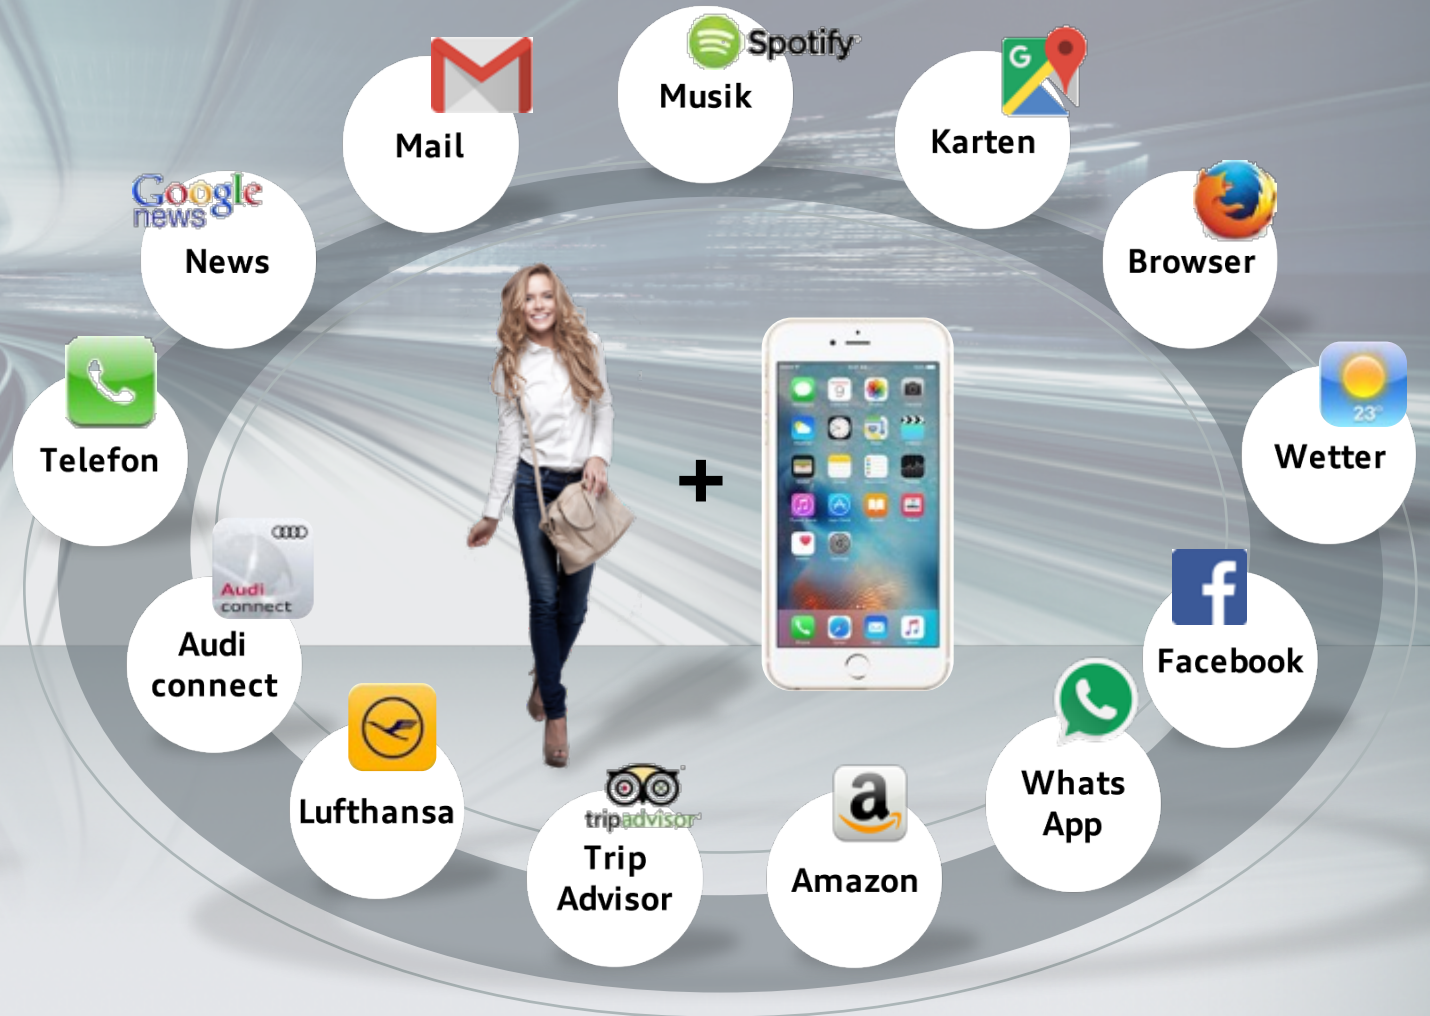 Spotify
Musik
Mail
G
Karten
Google
news
News
Browser
23°
Wetter
Telefon
+
9
Audi
connect
Audi
connect
f
Facebook
Lufthansa
Whats
App
tripadvisor
Trip
Advisor
a
Amazon